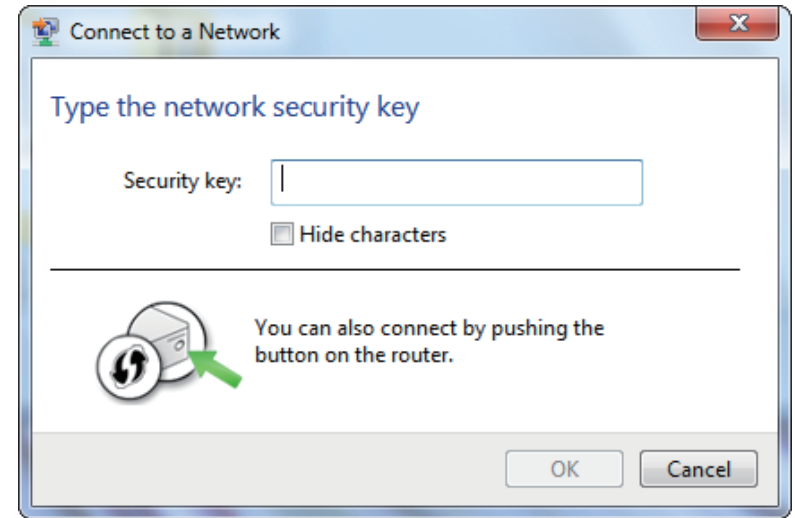 Connect to a Network
Type the network security key
Security key:
Hide characters
You can also connect by pushing the
button on the router.
OK
Cancel